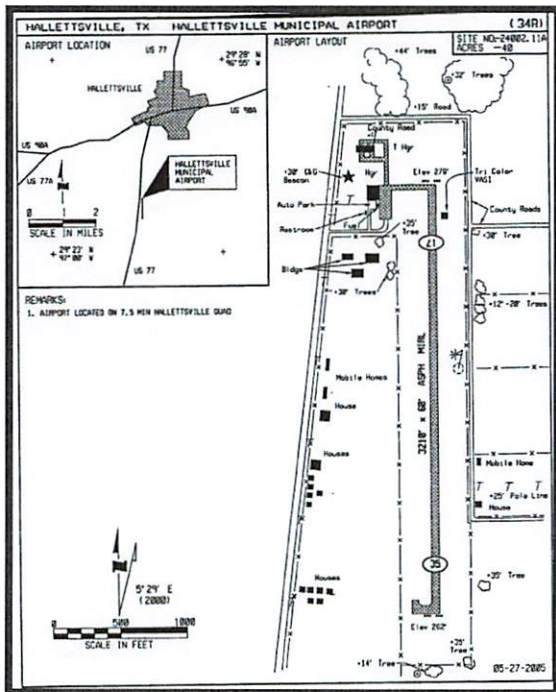 HALLETTSVILLE, TX HALLETTSVILLE MUNICIPAL AIRPORT (34R)
AIRPORT LOCATION
US 77
+29°28' N
96°55' W
HALLETTSVILLE
US 90A
US 90A
US 77A
HALLETTSVILLE
MUNICIPAL
AIRPORT
0 1 2
SCALE IN MILES
29°23' N
97°00' W
US 77
AIRPORT LAYOUT
SITE NO.-24002.11A
ACRES -40
+44' Trees
+32' Trees
+15' Road
County Road
T Hgr
+30' C&G
Beacon
Hgr
Elev 278'
Tri Color
VASI
Auto Park
T
County Roads
Restroom
Fuel
+35'
Tree
17
+30' Tree
Bldgs
+30' Trees
+12'-20' Trees
REMARKS:
1. AIRPORT LOCATED ON 7.5 MIN HALLETTSVILLE QUAD
Mobile Homes
House
3210' X 60' ASPH MIRL
Houses
Mobile Home
T T T
+25' Pole Line
House
5°29' E
(2000)
35
+35'
Tree
Houses
0 500 1000
SCALE IN FEET
Elev 262'
+35'
Tree
+14' Tree
05-27-2005